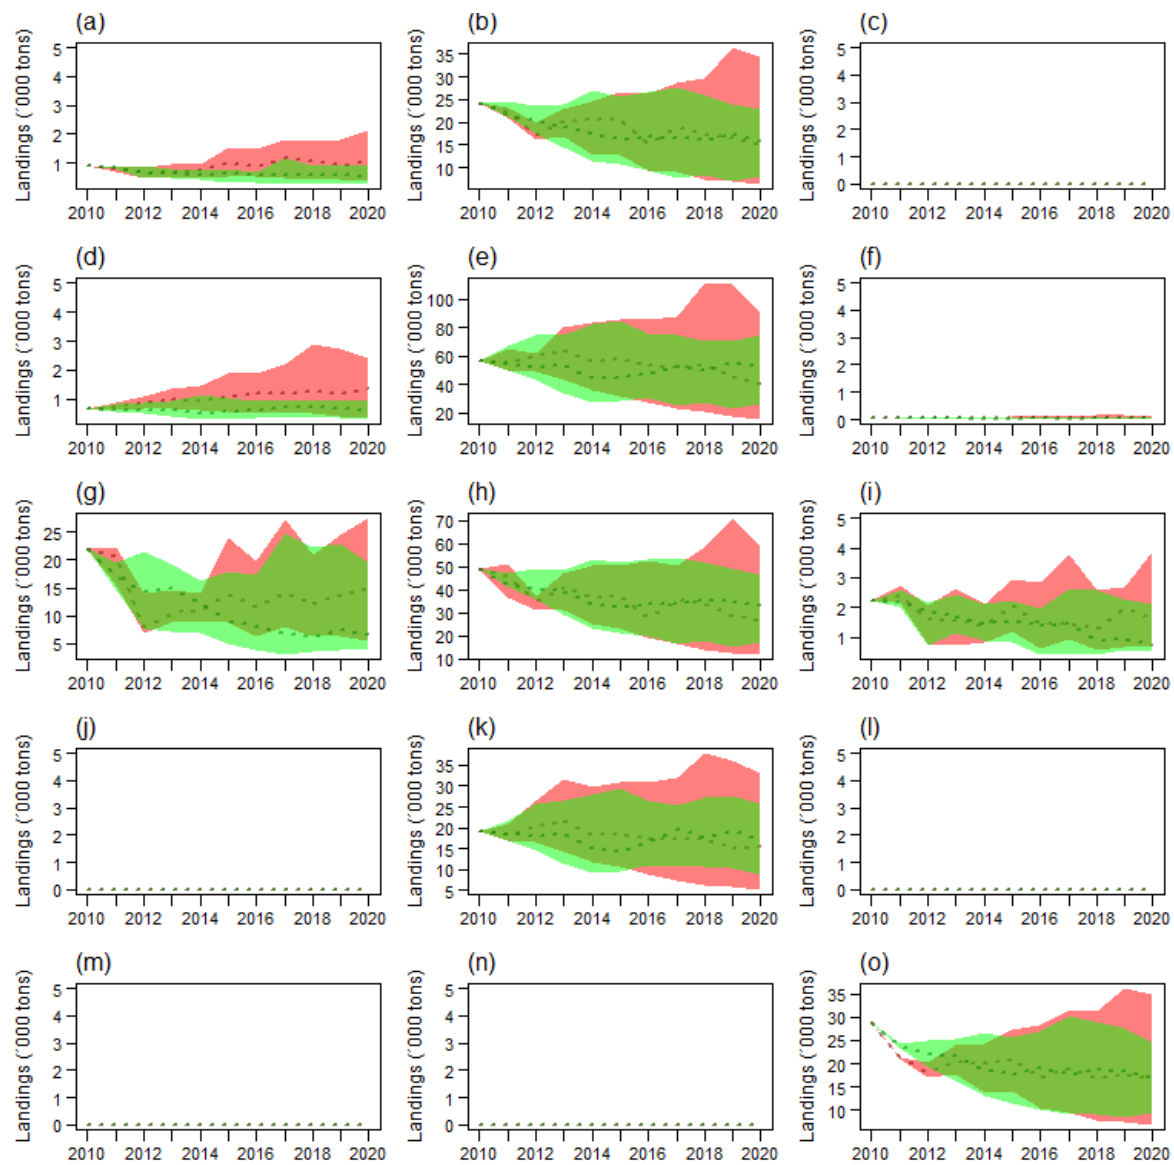 (a) (b) (c)
Landings (´000 tons) 5 4 3 2 1 2010 2012 2014 2016 2018 2020
Landings (´000 tons) 35 30 25 20 15 10 2010 2012 2014 2016 2018 2020
Landings (´000 tons) 5 4 3 2 1 0 2010 2012 2014 2016 2018 2020
(d) (e) (f)
Landings (´000 tons) 5 4 3 2 1 2010 2012 2014 2016 2018 2020
Landings (´000 tons) 100 80 60 40 20 2010 2012 2014 2016 2018 2020
Landings (´000 tons) 5 4 3 2 1 0 2010 2012 2014 2016 2018 2020
(g) (h) (i)
Landings (´000 tons) 25 20 15 10 5 2010 2012 2014 2016 2018 2020
Landings (´000 tons) 70 60 50 40 30 20 10 2010 2012 2014 2016 2018 2020
Landings (´000 tons) 5 4 3 2 1 2010 2012 2014 2016 2018 2020
(j) (k) (l)
Landings (´000 tons) 5 4 3 2 1 0 2010 2012 2014 2016 2018 2020
Landings (´000 tons) 35 30 25 20 15 10 5 2010 2012 2014 2016 2018 2020
Landings (´000 tons) 5 4 3 2 1 0 2010 2012 2014 2016 2018 2020
(m) (n) (o)
Landings (´000 tons) 5 4 3 2 1 0 2010 2012 2014 2016 2018 2020
Landings (´000 tons) 5 4 3 2 1 0 2010 2012 2014 2016 2018 2020
Landings (´000 tons) 35 30 25 20 15 10 2010 2012 2014 2016 2018 2020